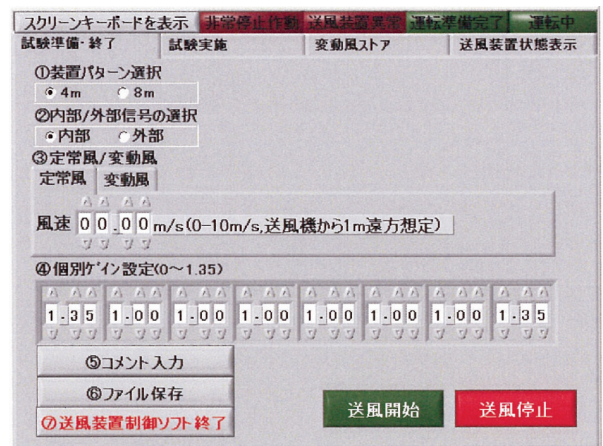 スクリーンキーボードを表示 非常停止作動 送風装置異常 運転準備完了 運転中
試験準備・終了 試験実施 変動風ストア 送風装置状態表示
①装置パターン選択
4m 8m
②内部/外部信号の選択
内部 外部
③定常風/変動風
定常風 変動風
風速 00.00 m/s(0-10m/s,送風機から1m遠方想定)
④個別ゲイン設定(0～1.35)
1.35 1.00 1.00 1.00 1.00 1.00 1.00 1.35
⑤コメント入力
⑥ファイル保存
⑦送風装置制御ソフト終了
送風開始 送風停止